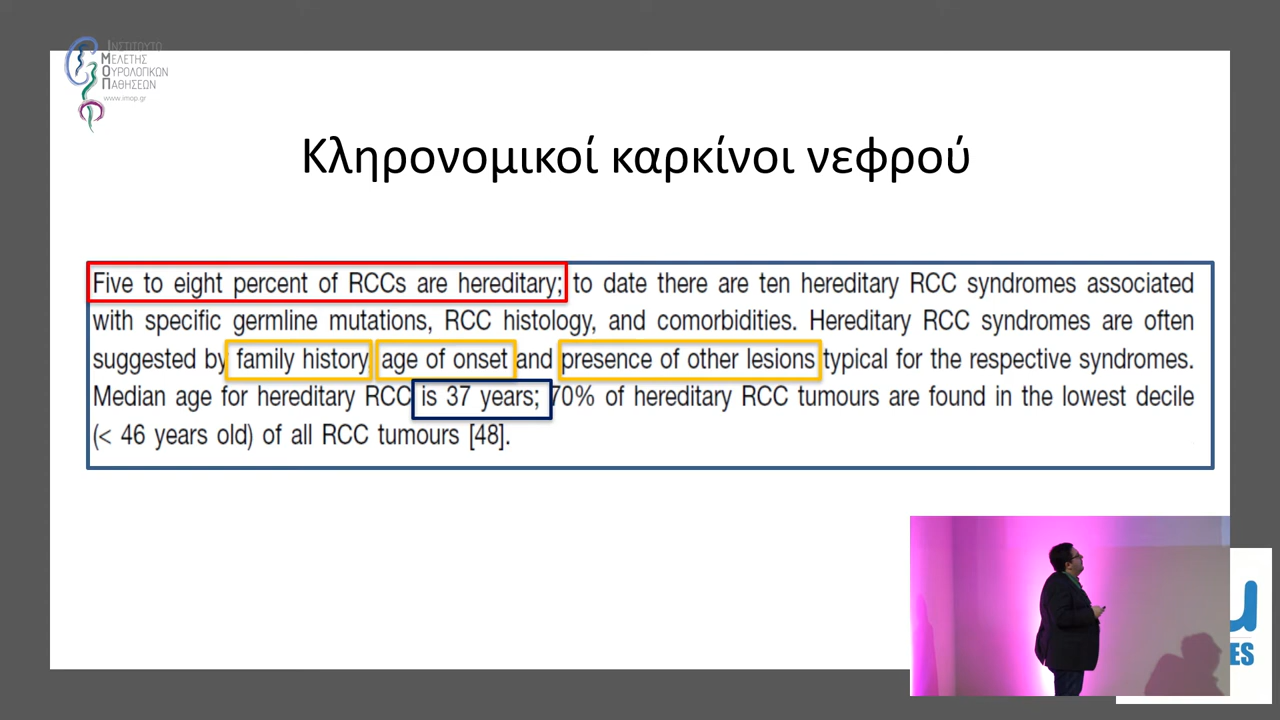 ΙΝΣΤΙΤΟΥΤΟ
ΜΕΛΕΤΗΣ
ΟΥΡΟΛΟΓΙΚΩΝ
ΠΑΘΗΣΕΩΝ
www.imop.gr
Κληρονομικοί καρκίνοι νεφρού
Five to eight percent of RCCs are hereditary; to date there are ten hereditary RCC syndromes associated
with specific germline mutations, RCC histology, and comorbidities. Hereditary RCC syndromes are often
suggested by family history, age of onset and presence of other lesions typical for the respective syndromes.
Median age for hereditary RCC is 37 years; 70% of hereditary RCC tumours are found in the lowest decile
(< 46 years old) of all RCC tumours [48].